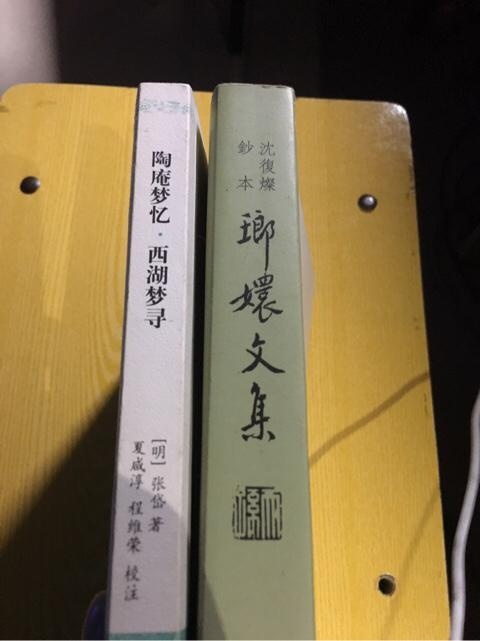 陶庵梦忆·西湖梦寻
[明]张岱 著
夏咸淳 程维荣 校注
沈復燦
鈔本
瑯嬛文集